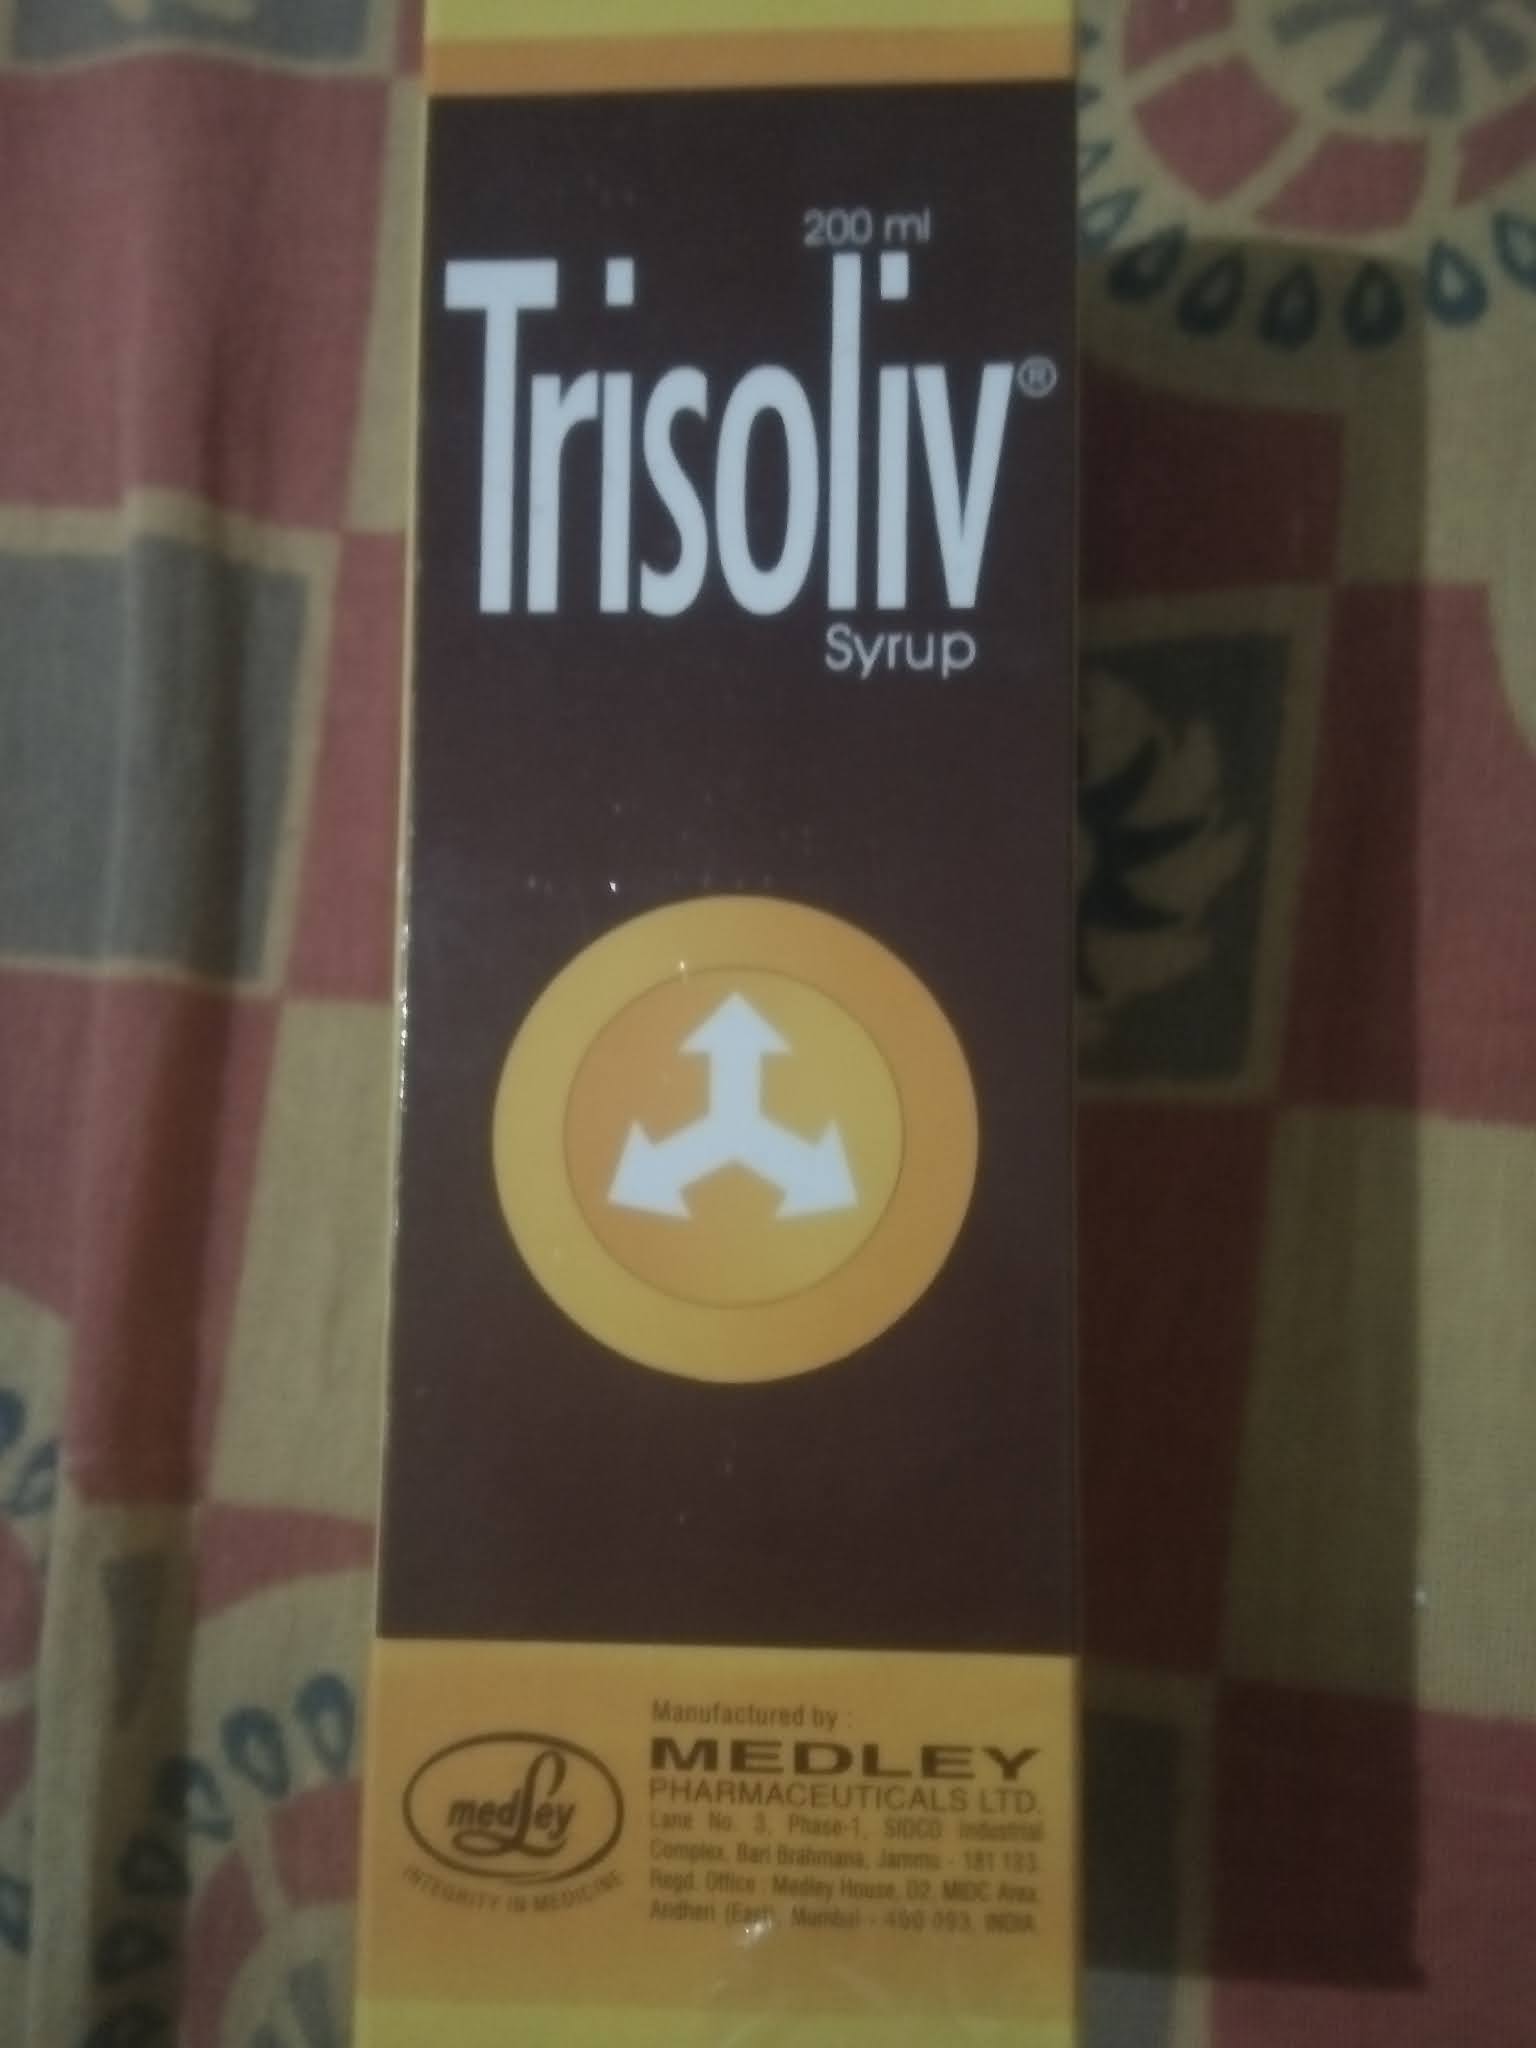 200 ml
Trisoliv®
Syrup
Manufactured by :
MEDLEY
PHARMACEUTICALS LTD.
Lane No. 3, Phase-1, SIDCO Industrial
Complex, Bari Brahmana, Jammu - 181 133.
Regd. Office : Medley House, D2, MIDC Area,
Andheri (East), Mumbai - 400 093, INDIA.
medley
INTEGRITY IN MEDICINE